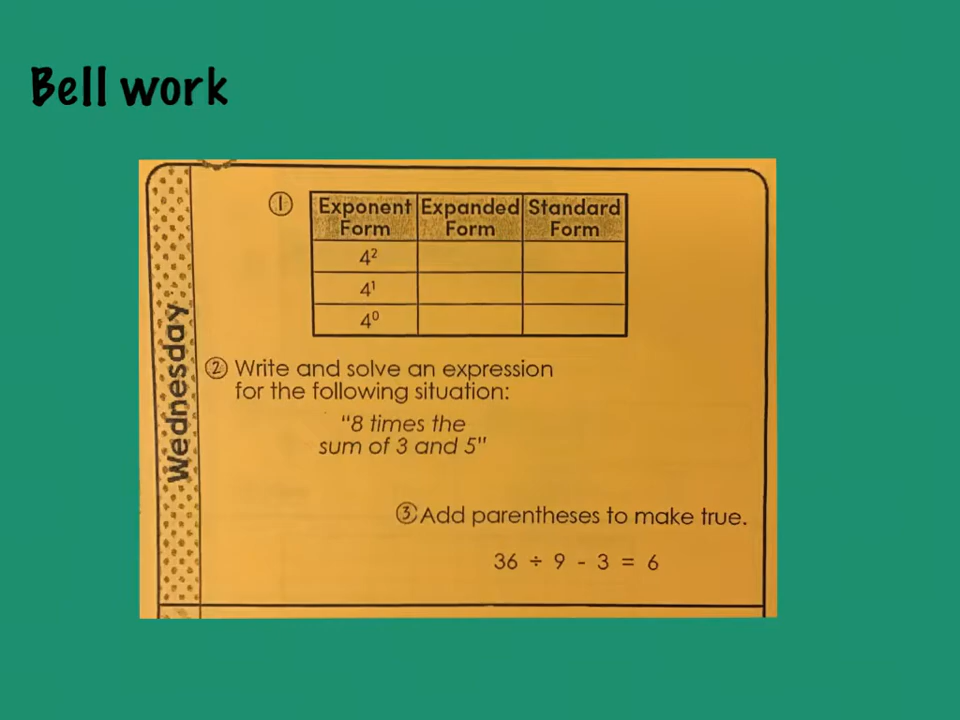 Bell work
Wednesday
① Exponent Form Expanded Form Standard Form
4²
4¹
4⁰
② Write and solve an expression
for the following situation:
"8 times the
sum of 3 and 5"
③ Add parentheses to make true.
36 ÷ 9 - 3 = 6